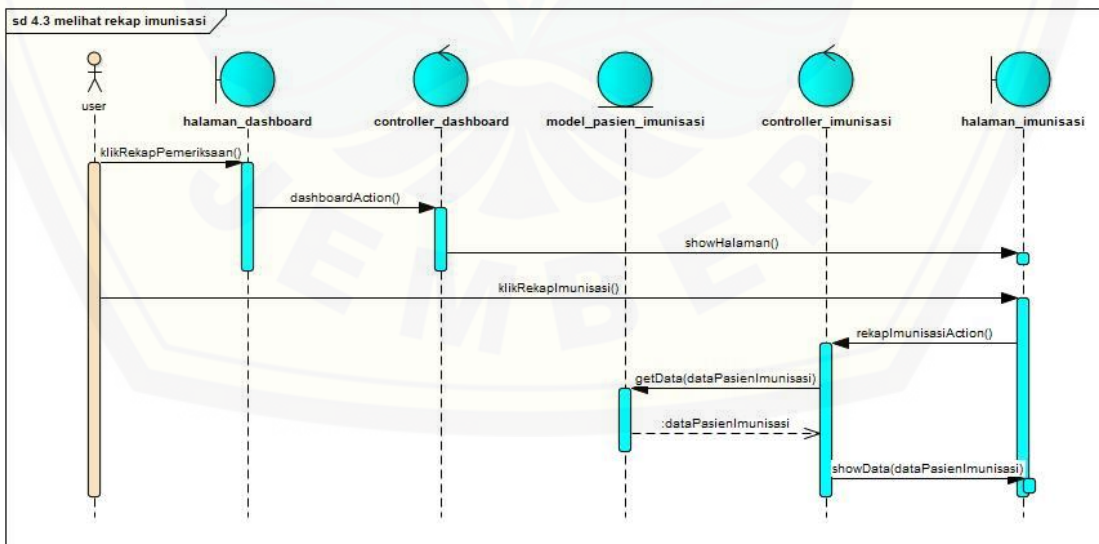 sd 4.3 melihat rekap imunisasi
user
halaman_dashboard
controller_dashboard
model_pasien_imunisasi
controller_imunisasi
halaman_imunisasi
klikRekapPemeriksaan()
dashboardAction()
showHalaman()
klikRekapImunisasi()
rekapImunisasiAction()
getData(dataPasienImunisasi)
:dataPasienImunisasi
showData(dataPasienImunisasi)
JEMBER